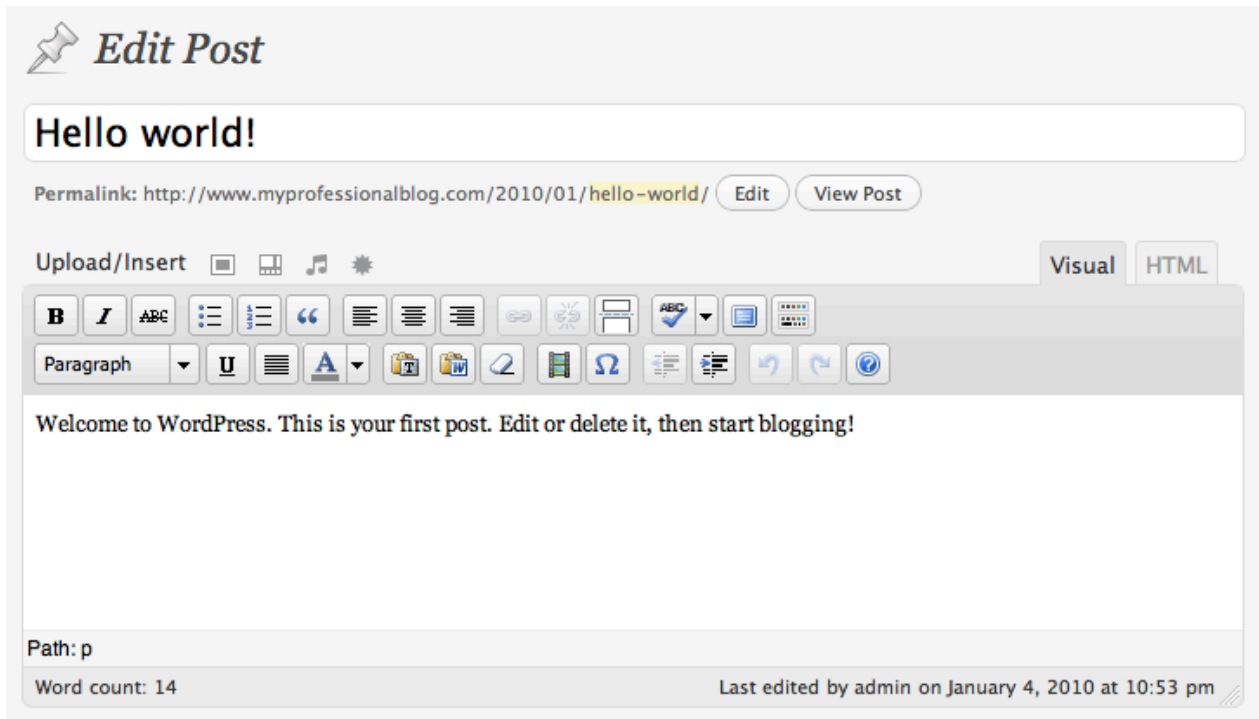 Edit Post
Hello world!
Permalink: http://www.myprofessionalblog.com/2010/01/hello-world/ Edit View Post
Upload/Insert Visual HTML
B I ABC ABC
Paragraph U A T W Ω
Welcome to WordPress. This is your first post. Edit or delete it, then start blogging!
Path: p
Word count: 14 Last edited by admin on January 4, 2010 at 10:53 pm